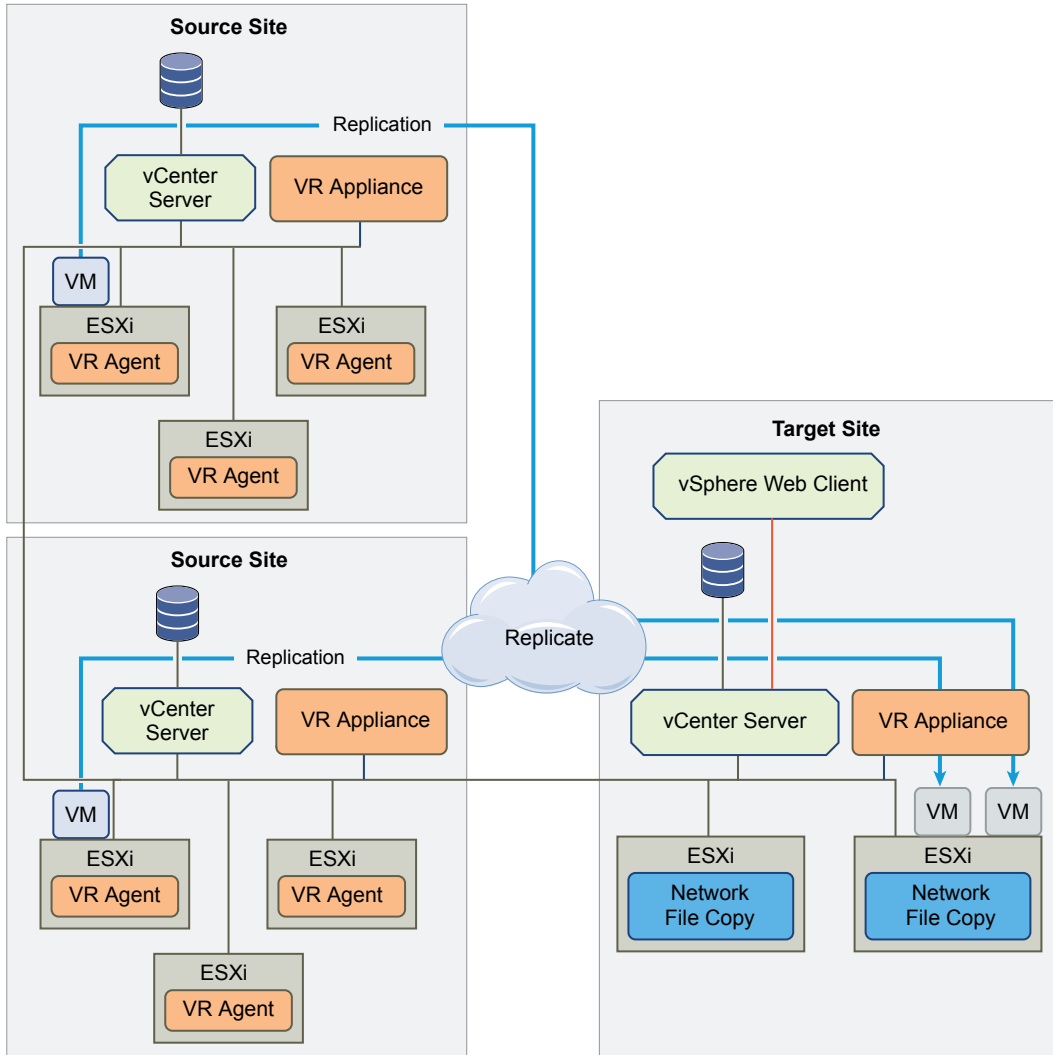 Source Site
Replication
vCenter
Server
VR Appliance
VM
ESXi
VR Agent
ESXi
VR Agent
ESXi
VR Agent
Source Site
Replication
vCenter
Server
VR Appliance
VM
ESXi
VR Agent
ESXi
VR Agent
ESXi
VR Agent
Replicate
Target Site
vSphere Web Client
vCenter Server
VR Appliance
VM
VM
ESXi
Network
File Copy
ESXi
Network
File Copy